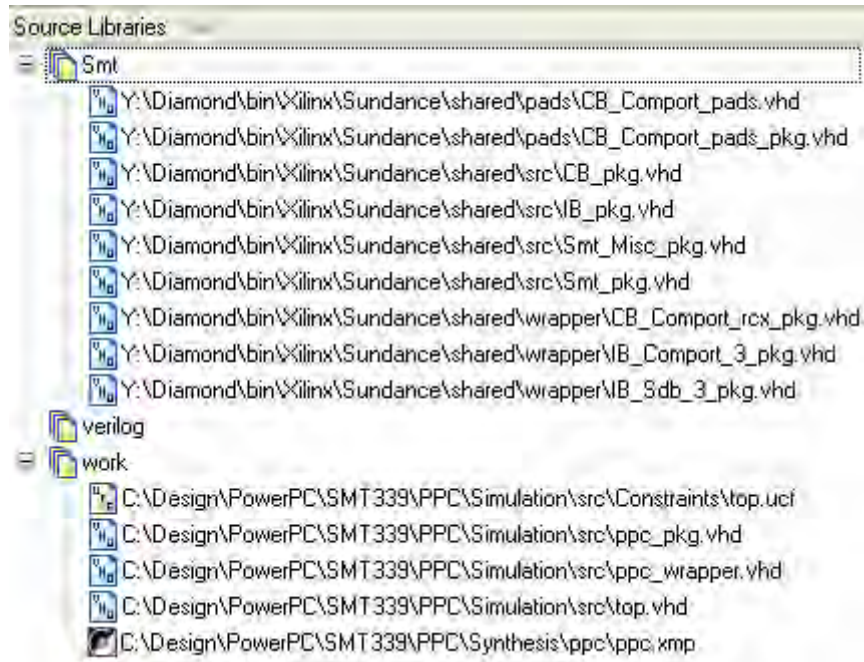 Source Libraries
Smt
Y:\Diamond\bin\Xilinx\Sundance\shared\pads\CB_Comport_pads.vhd
Y:\Diamond\bin\Xilinx\Sundance\shared\pads\CB_Comport_pads_pkg.vhd
Y:\Diamond\bin\Xilinx\Sundance\shared\src\CB_pkg.vhd
Y:\Diamond\bin\Xilinx\Sundance\shared\src\IB_pkg.vhd
Y:\Diamond\bin\Xilinx\Sundance\shared\src\Smt_Misc_pkg.vhd
Y:\Diamond\bin\Xilinx\Sundance\shared\src\Smt_pkg.vhd
Y:\Diamond\bin\Xilinx\Sundance\shared\wrapper\CB_Comport_rcx_pkg.vhd
Y:\Diamond\bin\Xilinx\Sundance\shared\wrapper\IB_Comport_3_pkg.vhd
Y:\Diamond\bin\Xilinx\Sundance\shared\wrapper\IB_Sdb_3_pkg.vhd
verilog
work
C:\Design\PowerPC\SMT339\PPC\Simulation\src\Constraints\top.ucf
C:\Design\PowerPC\SMT339\PPC\Simulation\src\ppc_pkg.vhd
C:\Design\PowerPC\SMT339\PPC\Simulation\src\ppc_wrapper.vhd
C:\Design\PowerPC\SMT339\PPC\Simulation\src\top.vhd
C:\Design\PowerPC\SMT339\PPC\Synthesis\ppc\ppc.xmp